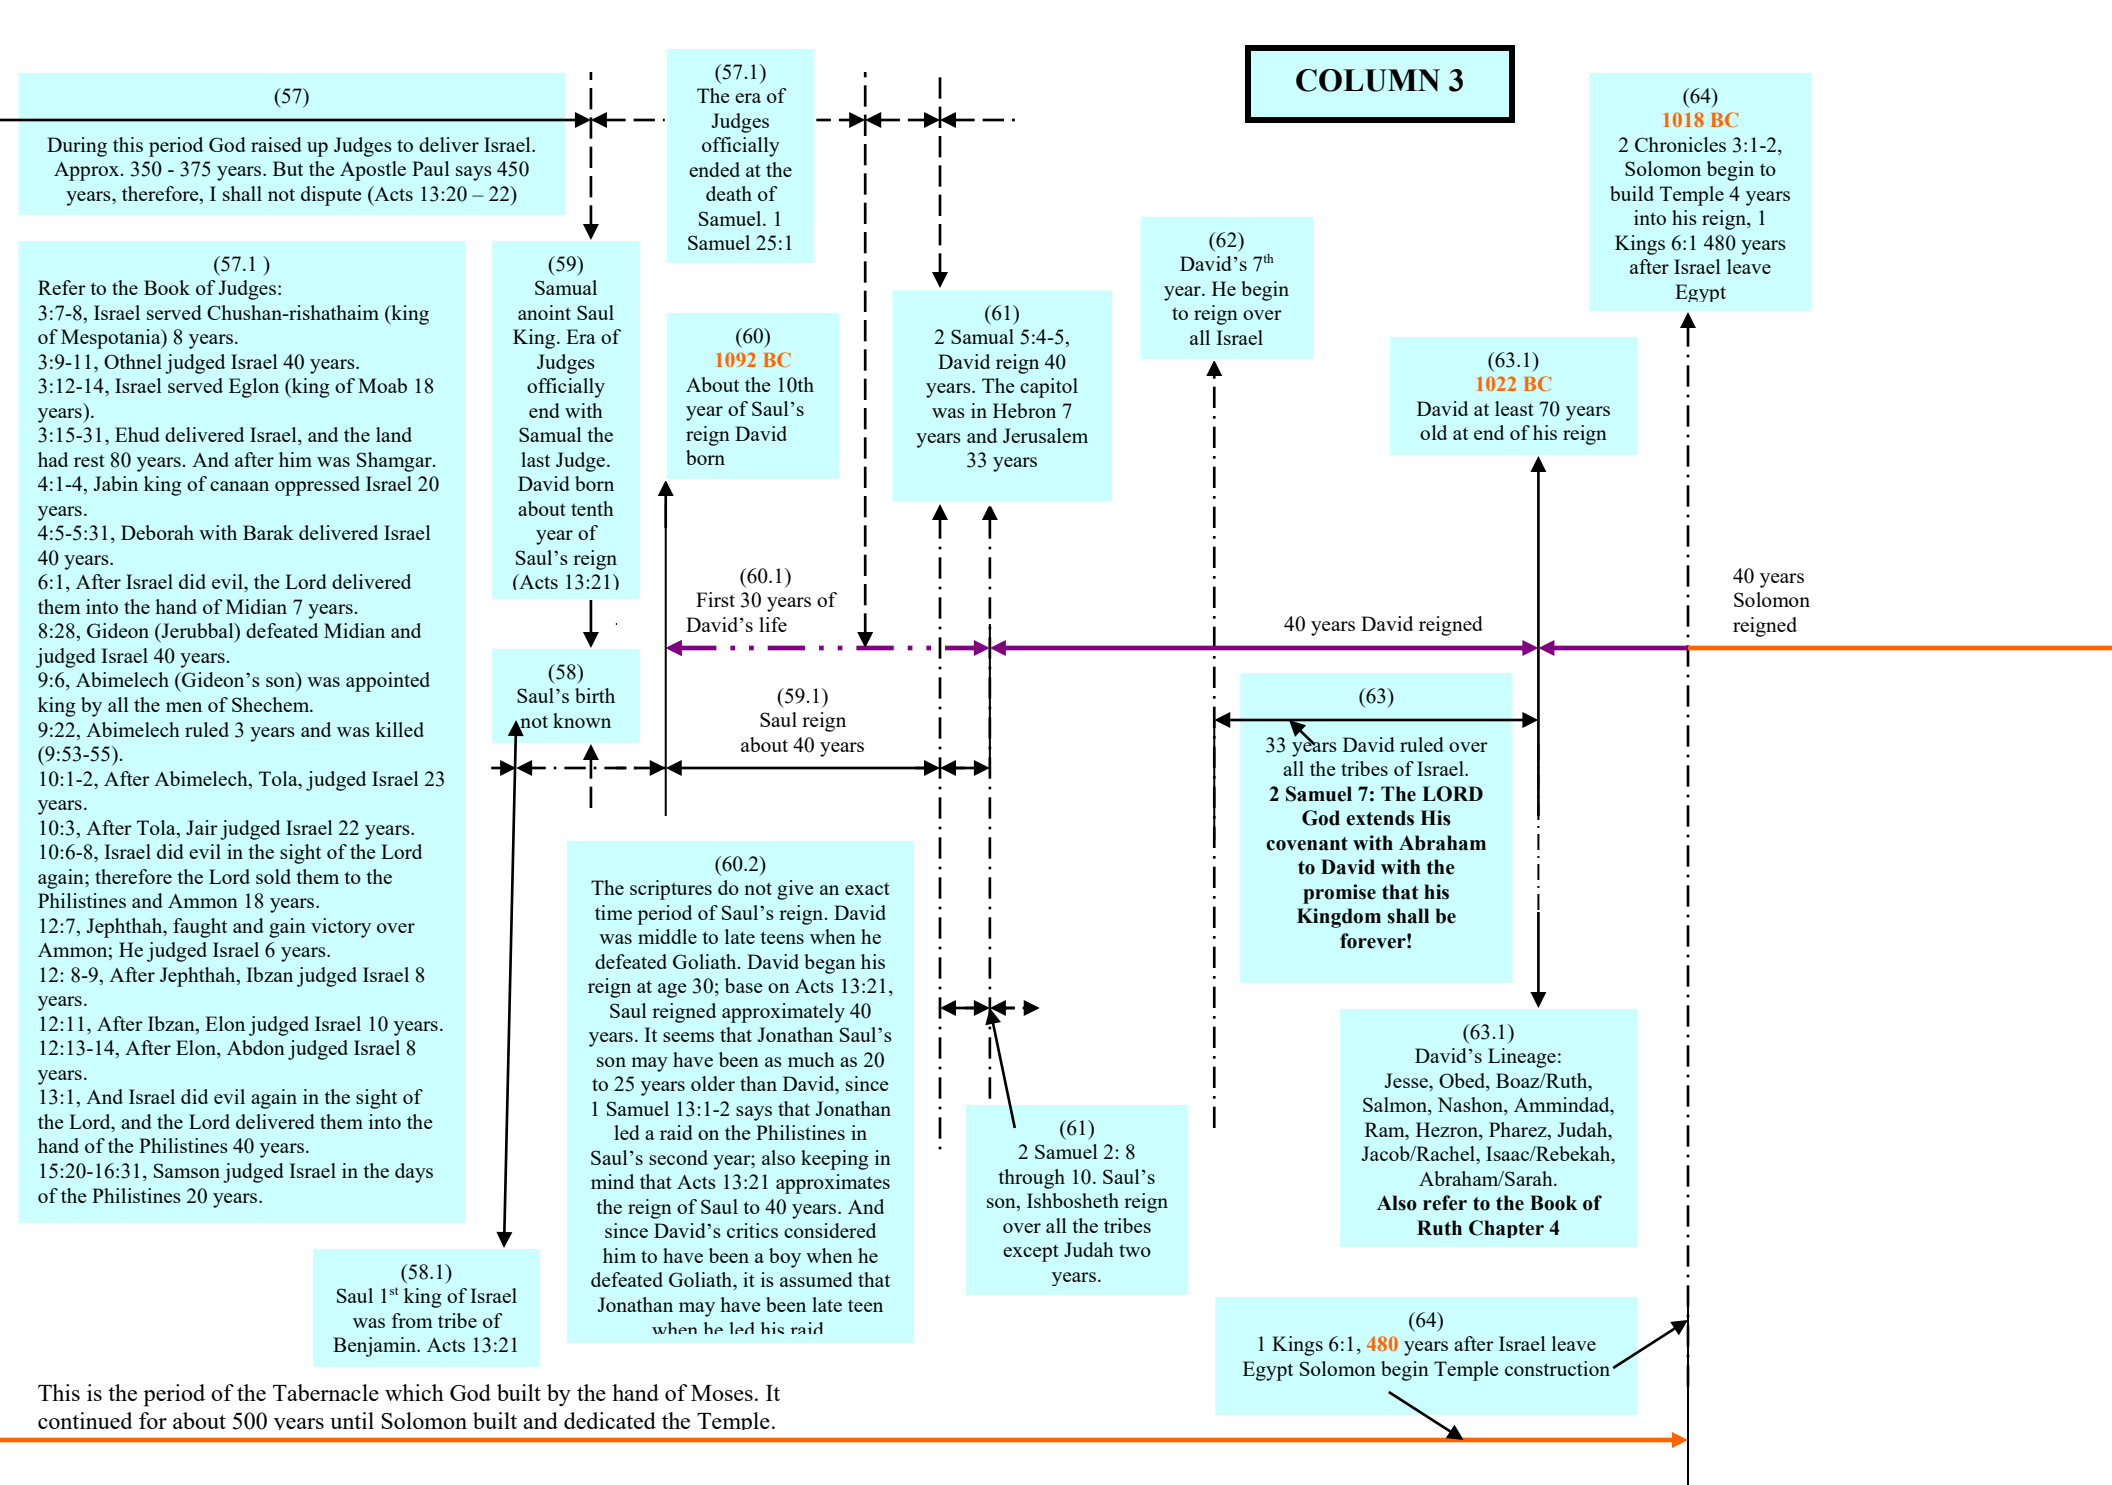 COLUMN 3
(57)
During this period God raised up Judges to deliver Israel.
Approx. 350 - 375 years. But the Apostle Paul says 450
years, therefore, I shall not dispute (Acts 13:20 – 22)
(57.1)
The era of
Judges
officially
ended at the
death of
Samuel. 1
Samuel 25:1
(64)
1018 BC
2 Chronicles 3:1-2,
Solomon begin to
build Temple 4 years
into his reign, 1
Kings 6:1 480 years
after Israel leave
Egypt
(57.1 )
Refer to the Book of Judges:
3:7-8, Israel served Chushan-rishathaim (king
of Mespotania) 8 years.
3:9-11, Othnel judged Israel 40 years.
3:12-14, Israel served Eglon (king of Moab 18
years).
3:15-31, Ehud delivered Israel, and the land
had rest 80 years. And after him was Shamgar.
4:1-4, Jabin king of canaan oppressed Israel 20
years.
4:5-5:31, Deborah with Barak delivered Israel
40 years.
6:1, After Israel did evil, the Lord delivered
them into the hand of Midian 7 years.
8:28, Gideon (Jerubbal) defeated Midian and
judged Israel 40 years.
9:6, Abimelech (Gideon’s son) was appointed
king by all the men of Shechem.
9:22, Abimelech ruled 3 years and was killed
(9:53-55).
10:1-2, After Abimelech, Tola, judged Israel 23
years.
10:3, After Tola, Jair judged Israel 22 years.
10:6-8, Israel did evil in the sight of the Lord
again; therefore the Lord sold them to the
Philistines and Ammon 18 years.
12:7, Jephthah, faught and gain victory over
Ammon; He judged Israel 6 years.
12: 8-9, After Jephthah, Ibzan judged Israel 8
years.
12:11, After Ibzan, Elon judged Israel 10 years.
12:13-14, After Elon, Abdon judged Israel 8
years.
13:1, And Israel did evil again in the sight of
the Lord, and the Lord delivered them into the
hand of the Philistines 40 years.
15:20-16:31, Samson judged Israel in the days
of the Philistines 20 years.
(59)
Samual
anoint Saul
King. Era of
Judges
officially
end with
Samual the
last Judge.
David born
about tenth
year of
Saul’s reign
(Acts 13:21)
(60)
1092 BC
About the 10th
year of Saul’s
reign David
born
(61)
2 Samual 5:4-5,
David reign 40
years. The capitol
was in Hebron 7
years and Jerusalem
33 years
(62)
David’s 7th
year. He begin
to reign over
all Israel
(63.1)
1022 BC
David at least 70 years
old at end of his reign
(60.1)
First 30 years of
David’s life
40 years David reigned
40 years
Solomon
reigned
(58)
Saul’s birth
not known
(59.1)
Saul reign
about 40 years
(63)
33 years David ruled over
all the tribes of Israel.
2 Samuel 7: The LORD
God extends His
covenant with Abraham
to David with the
promise that his
Kingdom shall be
forever!
(60.2)
The scriptures do not give an exact
time period of Saul’s reign. David
was middle to late teens when he
defeated Goliath. David began his
reign at age 30; base on Acts 13:21,
Saul reigned approximately 40
years. It seems that Jonathan Saul’s
son may have been as much as 20
to 25 years older than David, since
1 Samuel 13:1-2 says that Jonathan
led a raid on the Philistines in
Saul’s second year; also keeping in
mind that Acts 13:21 approximates
the reign of Saul to 40 years. And
since David’s critics considered
him to have been a boy when he
defeated Goliath, it is assumed that
Jonathan may have been late teen
when he led his raid
(61)
2 Samuel 2: 8
through 10. Saul’s
son, Ishbosheth reign
over all the tribes
except Judah two
years.
(63.1)
David’s Lineage:
Jesse, Obed, Boaz/Ruth,
Salmon, Nashon, Ammindad,
Ram, Hezron, Pharez, Judah,
Jacob/Rachel, Isaac/Rebekah,
Abraham/Sarah.
Also refer to the Book of
Ruth Chapter 4
(58.1)
Saul 1st king of Israel
was from tribe of
Benjamin. Acts 13:21
(64)
1 Kings 6:1, 480 years after Israel leave
Egypt Solomon begin Temple construction
This is the period of the Tabernacle which God built by the hand of Moses. It
continued for about 500 years until Solomon built and dedicated the Temple.